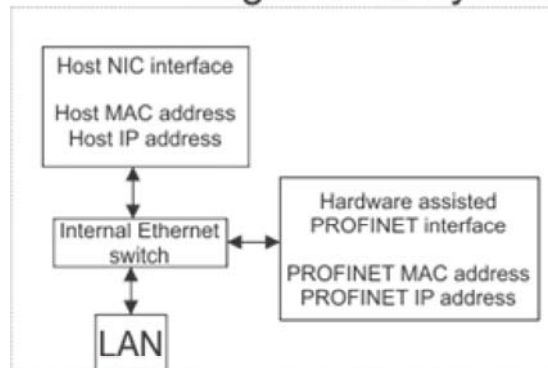 Host NIC interface
Host MAC address
Host IP address
Internal Ethernet
switch
Hardware assisted
PROFINET interface
PROFINET MAC address
PROFINET IP address
LAN